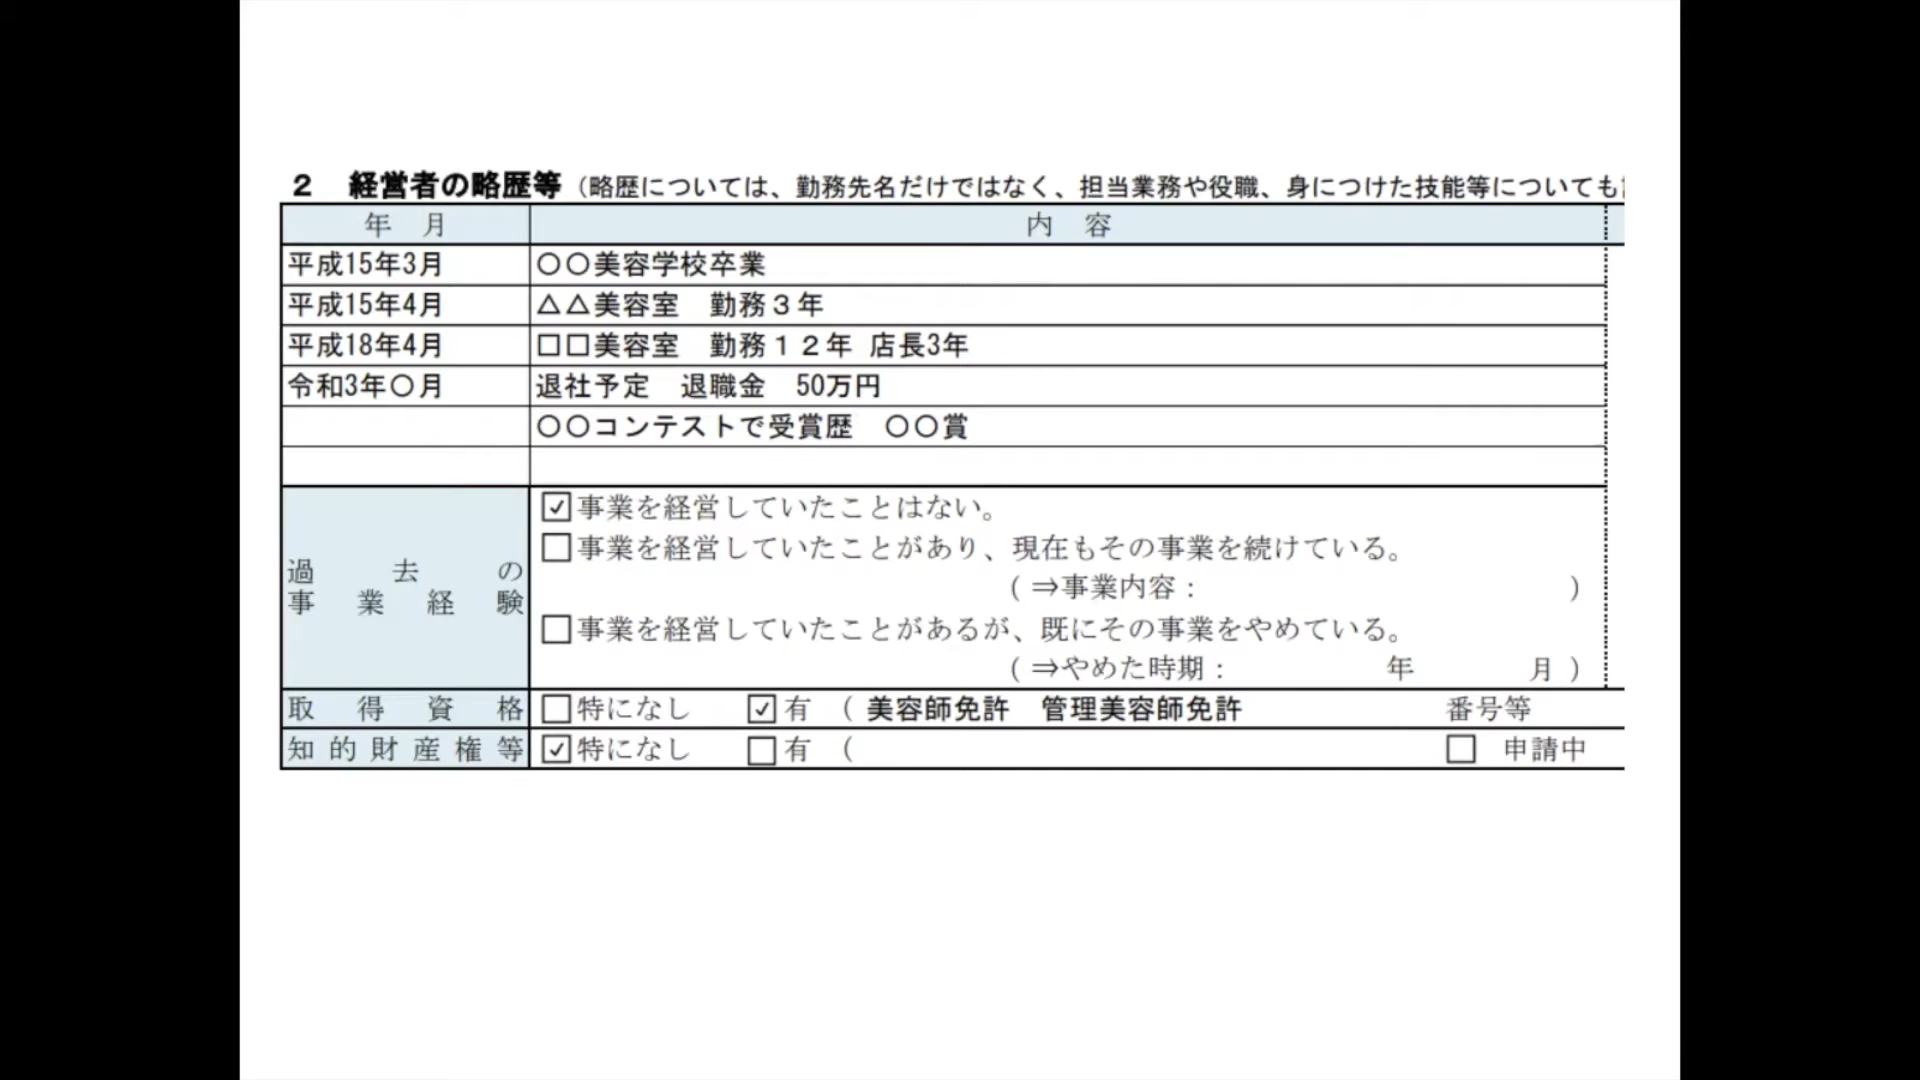 2 経営者の略歴等（略歴については、勤務先名だけではなく、担当業務や役職、身につけた技能等についても
年 月 内 容
平成15年3月 〇〇美容学校卒業
平成15年4月 △△美容室 勤務３年
平成18年4月 □□美容室 勤務１２年 店長3年
令和3年〇月 退社予定 退職金 50万円
〇〇コンテストで受賞歴 〇〇賞
過去の
事業経験
☑事業を経営していたことはない。
□事業を経営していたことがあり、現在もその事業を続けている。
(⇒事業内容： )
□事業を経営していたことがあるが、既にその事業をやめている。
(⇒やめた時期： 年 月)
取得資格 □特になし ☑有 ( 美容師免許 管理美容師免許 番号等
知的財産権等 ☑特になし □有 ( □ 申請中